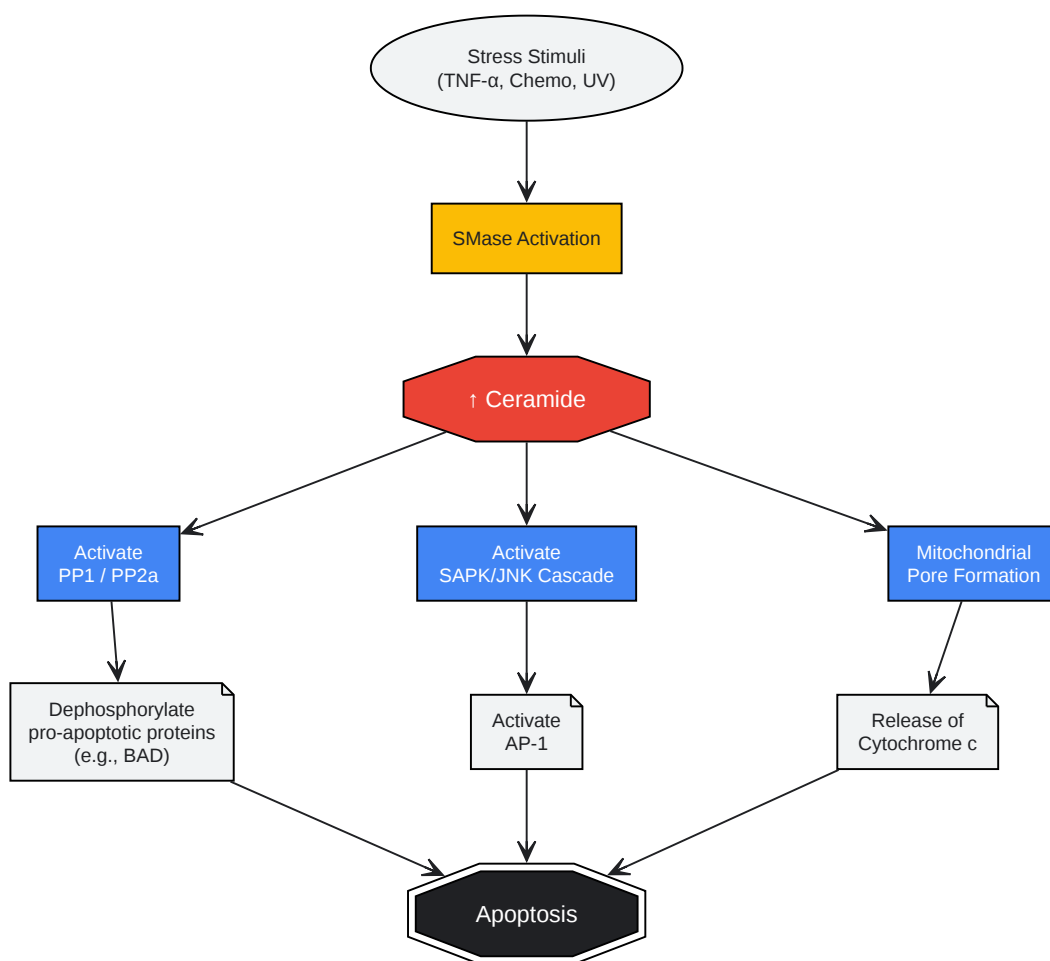 Stress Stimuli
(TNF-α, Chemo, UV)
SMase Activation
↑ Ceramide
Activate
PP1 / PP2a
Activate
SAPK/JNK Cascade
Mitochondrial
Pore Formation
Dephosphorylate
pro-apoptotic proteins
(e.g., BAD)
Activate
AP-1
Release of
Cytochrome c
Apoptosis